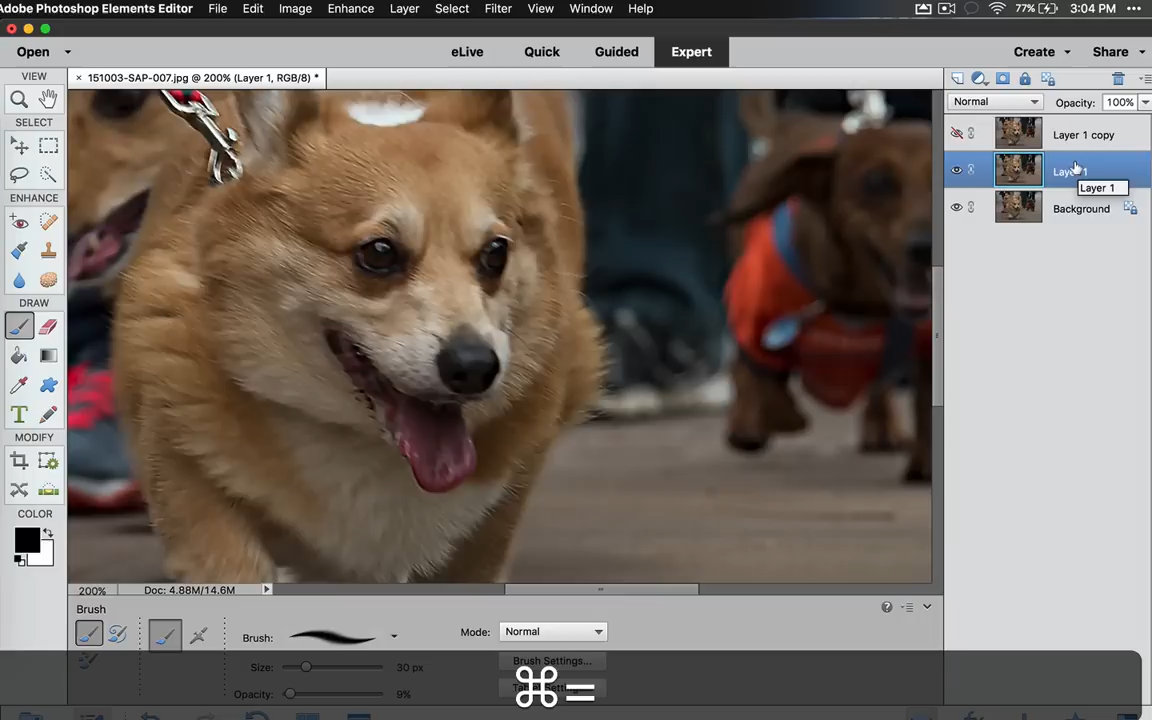 Adobe Photoshop Elements Editor File Edit Image Enhance Layer Select Filter View Window Help 77% 3:04 PM
Open eLive Quick Guided Expert Create Share
VIEW × 151003-SAP-007.jpg @ 200% (Layer 1, RGB/8) *
Normal Opacity: 100%
SELECT
Layer 1 copy
Layer 1
Layer 1
ENHANCE
Background
DRAW
T
MODIFY
COLOR
200% Doc: 4.88M/14.6M
Brush
Brush: Mode: Normal
Size: 30 px Brush Settings...
Opacity: 9%
⌘=